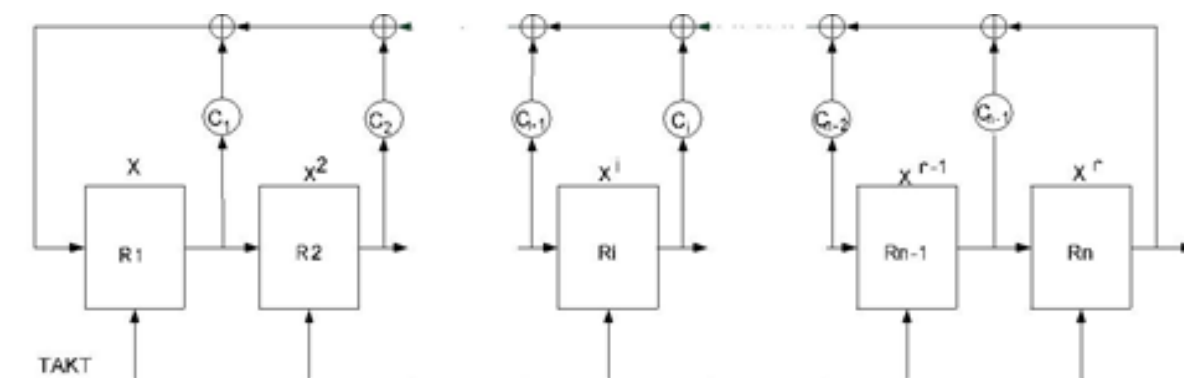 C₁ C₂ Cᵢ₋₁ Cᵢ Cₙ₋₂ Cₙ₋₁
X X² Xⁱ Xʳ⁻¹ Xʳ
R1 R2 Ri Rn-1 Rn
TAKT